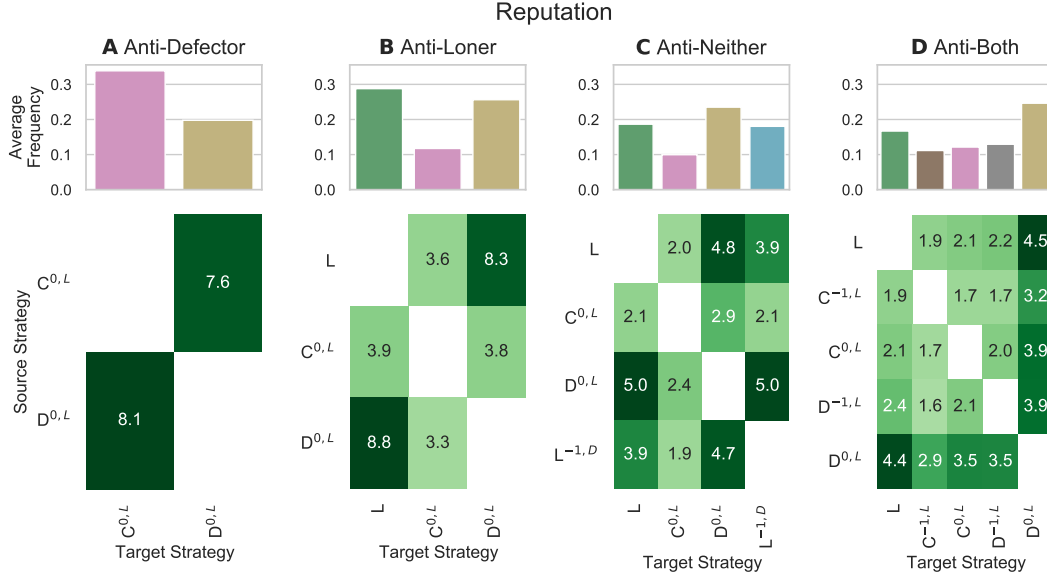 Reputation
A Anti-Defector
B Anti-Loner
C Anti-Neither
D Anti-Both
Average
Frequency
0.3
0.2
0.1
0.0
0.3
0.2
0.1
0.0
0.3
0.2
0.1
0.0
0.3
0.2
0.1
0.0
Source Strategy
C^{0, L}
7.6
D^{0, L}
8.1
C^{0, L}
D^{0, L}
Target Strategy
L
3.6
8.3
C^{0, L}
3.9
3.8
D^{0, L}
8.8
3.3
L
C^{0, L}
D^{0, L}
Target Strategy
L
2.0
4.8
3.9
C^{0, L}
2.1
2.9
2.1
D^{0, L}
5.0
2.4
5.0
L^{-1, D}
3.9
1.9
4.7
L
C^{0, L}
D^{0, L}
L^{-1, D}
Target Strategy
L
1.9
2.1
2.2
4.5
C^{-1, L}
1.9
1.7
1.7
3.2
C^{0, L}
2.1
1.7
2.0
3.9
D^{-1, L}
2.4
1.6
2.1
3.9
D^{0, L}
4.4
2.9
3.5
3.5
L
C^{-1, L}
C^{0, L}
D^{-1, L}
D^{0, L}
Target Strategy